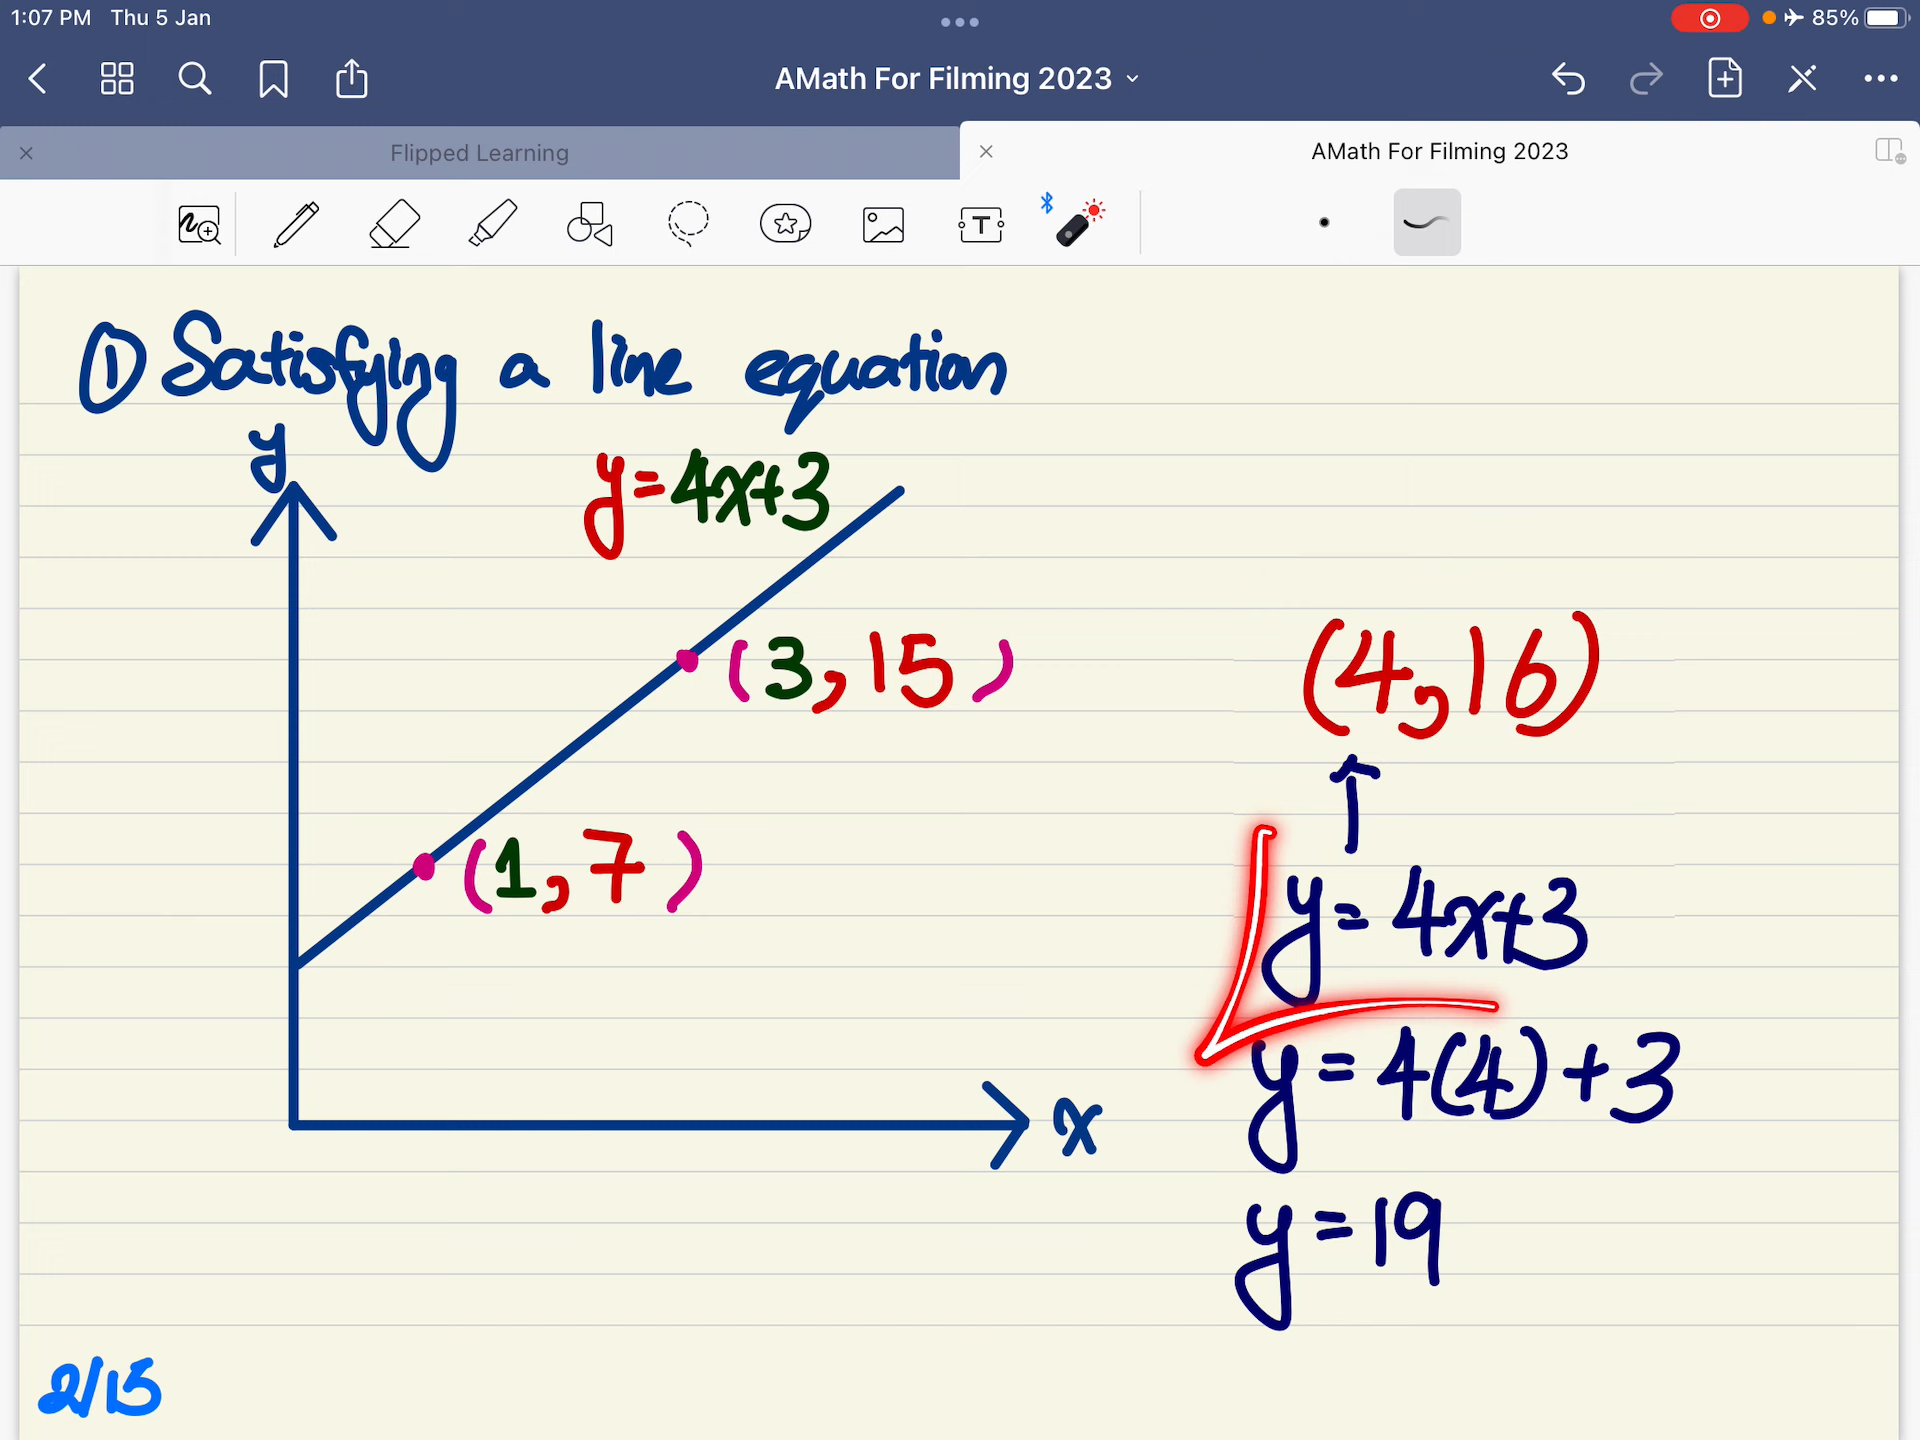 1:07 PM Thu 5 Jan
85%
AMath For Filming 2023
Flipped Learning
AMath For Filming 2023
T
① Satisfying a line equation
y
y=4x+3
(3,15)
(4,16)
(1,7)
y=4x+3
y=4(4)+3
x
y=19
2/15